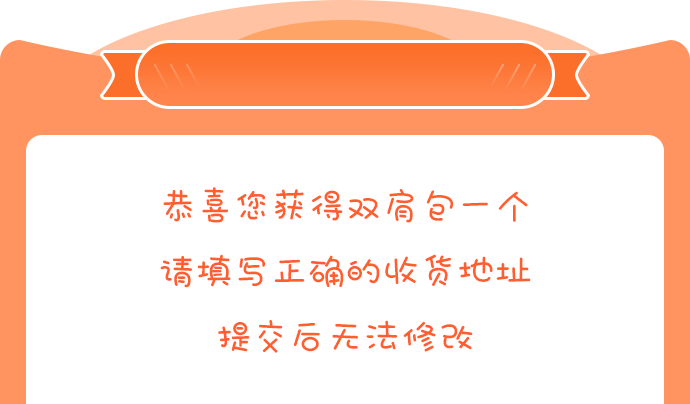 恭喜您获得双肩包一个
请填写正确的收货地址
提交后无法修改